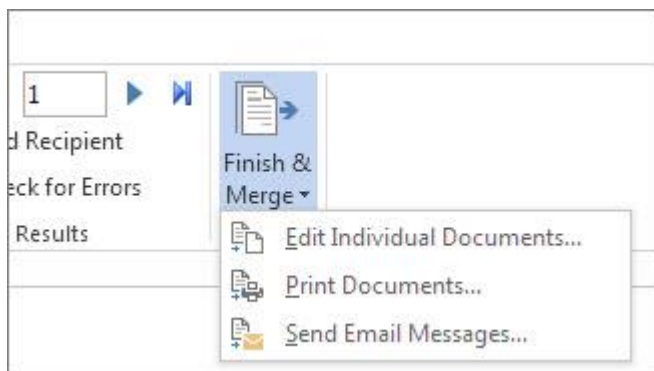 1
d Recipient
eck for Errors
Results
Finish &
Merge
Edit Individual Documents...
Print Documents...
Send Email Messages...